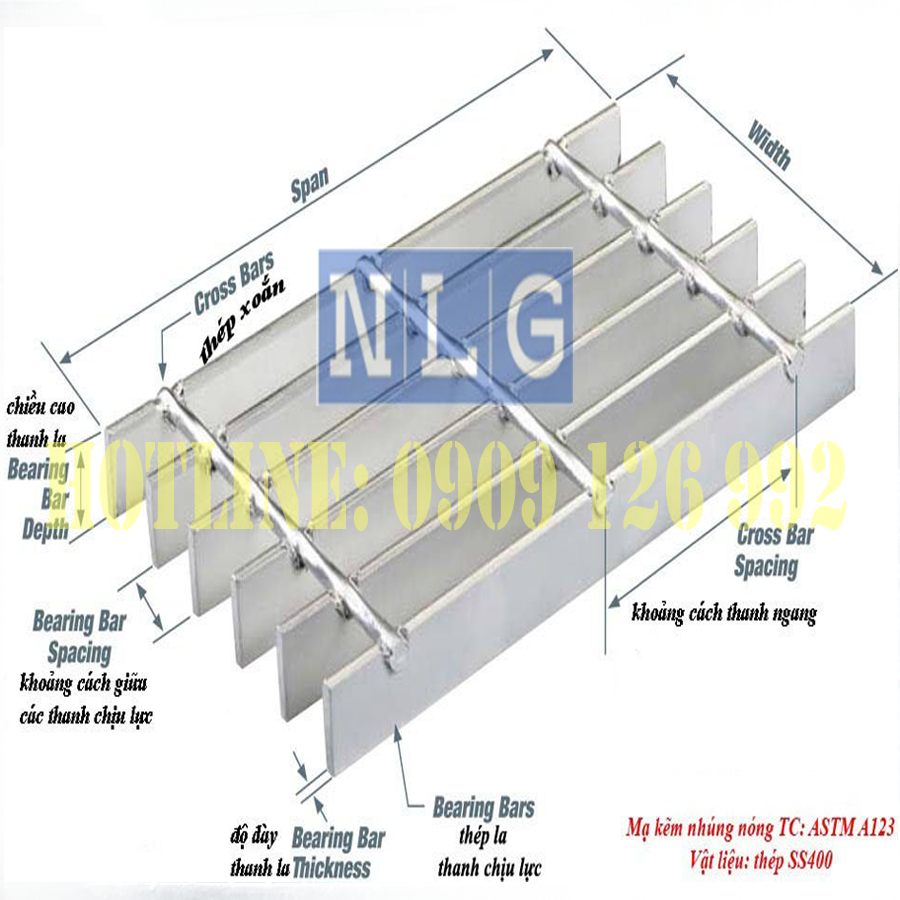 Span
Width
Cross Bars
thép xoắn
NLG
chiều cao
thanh la
Bearing
Bar
Depth
HOTLINE: 0909 126 992
Cross Bar
Spacing
khoảng cách thanh ngang
Bearing Bar
Spacing
khoảng cách giữa
các thanh chịu lực
độ đày
thanh la
Bearing Bar
Thickness
Bearing Bars
thép la
thanh chịu lực
Mạ kẽm nhúng nóng TC: ASTM A123
Vật liệu: thép SS400